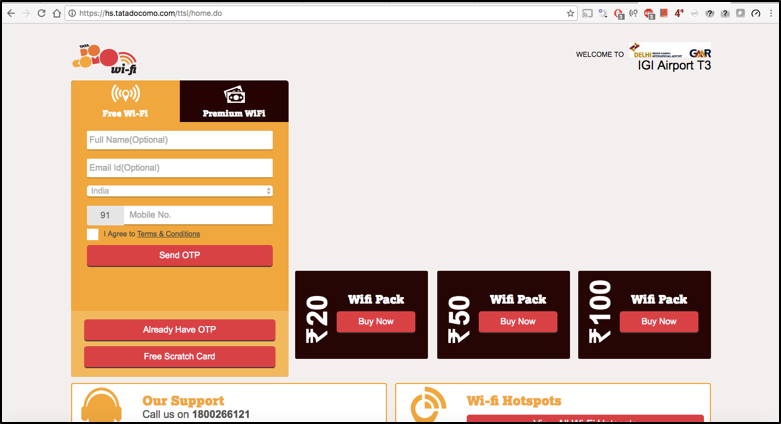 https://hs.tatadocomo.com/ttsl/home.do
TATA
DOCOMO
wi-fi
WELCOME TO
DELHI
GMR
IGI Airport T3
Free Wi-Fi
Premium WiFi
Full Name(Optional)
Email Id(Optional)
India
91 Mobile No.
I Agree to Terms & Conditions
Send OTP
Already Have OTP
Free Scratch Card
₹20
Wifi Pack
Buy Now
₹50
Wifi Pack
Buy Now
₹100
Wifi Pack
Buy Now
Our Support
Call us on 1800266121
Wi-fi Hotspots